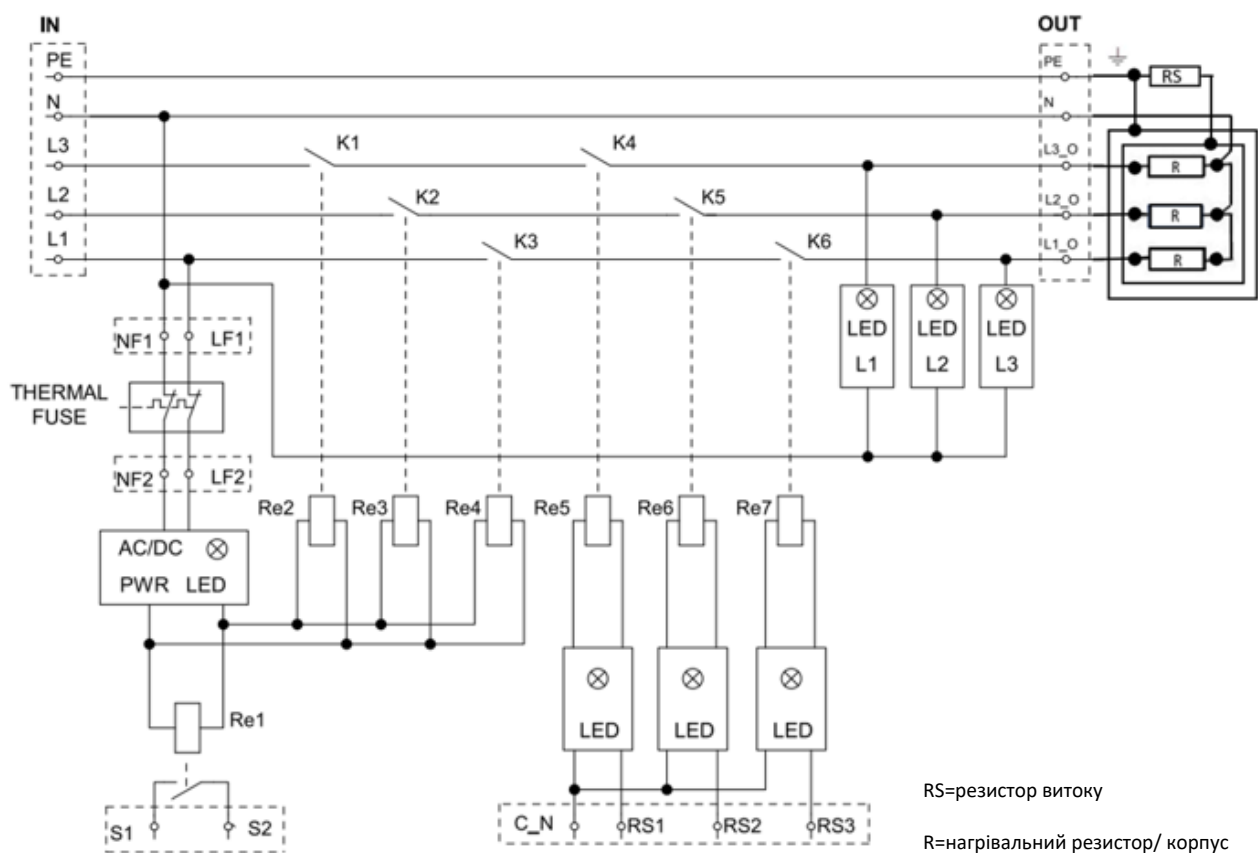 IN
OUT
PE
PE
RS
N
N
L3
K1
K4
L3_O
R
L2
K2
K5
L2_O
R
L1
K3
K6
L1_O
R
LED
L1
LED
L2
LED
L3
NF1
LF1
THERMAL
FUSE
NF2
LF2
Re2
Re3
Re4
Re5
Re6
Re7
AC/DC
PWR LED
LED
LED
LED
Re1
S1
S2
C_N
RS1
RS2
RS3
RS=резистор витоку
R=нагрівальний резистор/ корпус